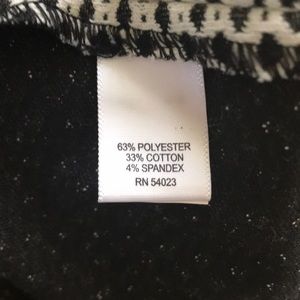 63% POLYESTER
33% COTTON
4% SPANDEX
RN 54023